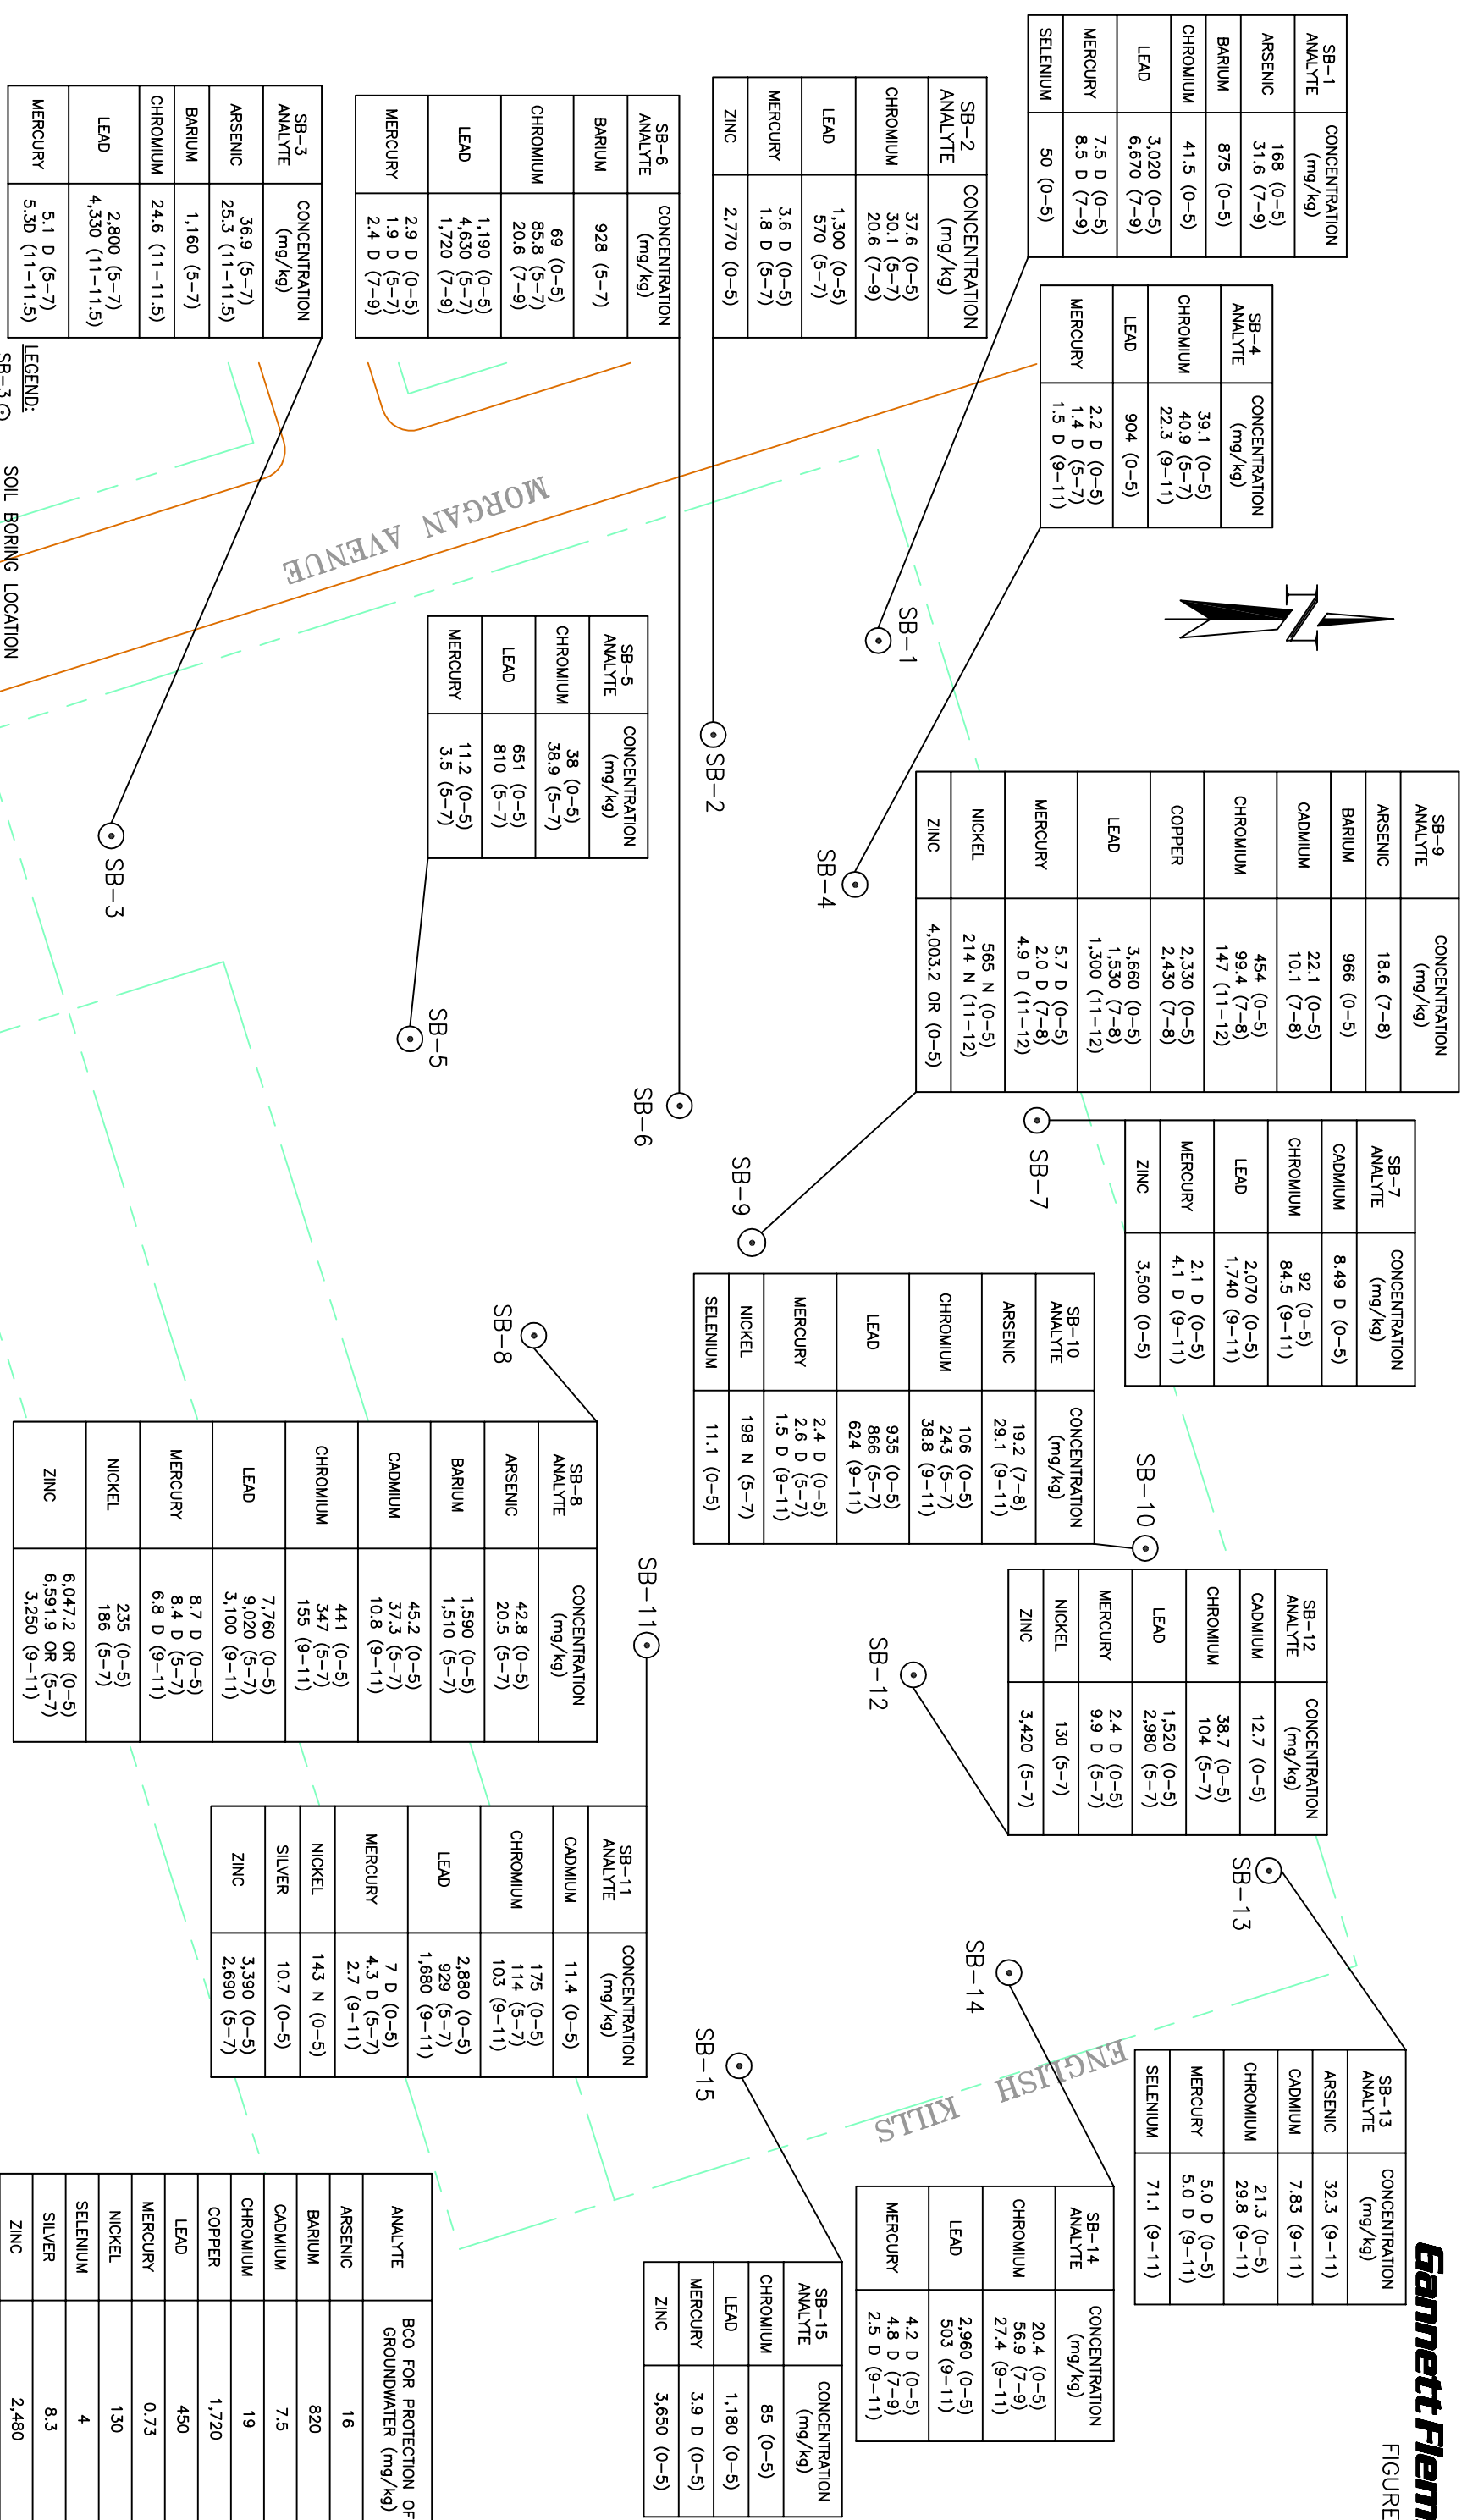 Gannett Flem
FIGURE
SB-1
ANALYTE
CONCENTRATION
(mg/kg)
ARSENIC
168 (0-5)
31.6 (7-9)
BARIUM
875 (0-5)
CHROMIUM
41.5 (0-5)
LEAD
3,020 (0-5)
6,670 (7-9)
MERCURY
7.5 D (0-5)
8.5 D (7-9)
SELENIUM
50 (0-5)
SB-4
ANALYTE
CONCENTRATION
(mg/kg)
CHROMIUM
39.1 (0-5)
40.9 (5-7)
22.3 (9-11)
LEAD
904 (0-5)
MERCURY
2.2 D (0-5)
1.4 D (5-7)
1.5 D (9-11)
N
SB-9
ANALYTE
CONCENTRATION
(mg/kg)
ARSENIC
18.6 (7-8)
BARIUM
966 (0-5)
CADMIUM
22.1 (0-5)
10.1 (7-8)
CHROMIUM
454 (0-5)
99.4 (7-8)
147 (11-12)
COPPER
2,330 (0-5)
2,430 (7-8)
LEAD
3,660 (0-5)
1,530 (7-8)
1,300 (11-12)
MERCURY
5.7 D (0-5)
2.0 D (7-8)
4.9 D (11-12)
NICKEL
565 N (0-5)
214 N (11-12)
ZINC
4,003.2 OR (0-5)
SB-7
ANALYTE
CONCENTRATION
(mg/kg)
CADMIUM
8.49 D (0-5)
CHROMIUM
92 (0-5)
84.5 (9-11)
LEAD
2,070 (0-5)
1,740 (9-11)
MERCURY
2.1 D (0-5)
4.1 D (9-11)
ZINC
3,500 (0-5)
SB-12
ANALYTE
CONCENTRATION
(mg/kg)
CADMIUM
12.7 (0-5)
CHROMIUM
38.7 (0-5)
104 (5-7)
LEAD
1,520 (0-5)
2,980 (5-7)
MERCURY
2.4 D (0-5)
9.9 D (5-7)
NICKEL
130 (5-7)
ZINC
3,420 (5-7)
SB-13
ANALYTE
CONCENTRATION
(mg/kg)
ARSENIC
32.3 (9-11)
CADMIUM
7.83 (9-11)
CHROMIUM
21.3 (0-5)
29.8 (9-11)
MERCURY
5.0 D (0-5)
5.0 D (9-11)
SELENIUM
71.1 (9-11)
SB-2
ANALYTE
CONCENTRATION
(mg/kg)
CHROMIUM
37.6 (0-5)
30.1 (5-7)
20.6 (7-9)
LEAD
1,300 (0-5)
570 (5-7)
MERCURY
3.6 D (0-5)
1.8 D (5-7)
ZINC
2,770 (0-5)
SB-10
ANALYTE
CONCENTRATION
(mg/kg)
ARSENIC
19.2 (7-8)
29.1 (9-11)
CHROMIUM
106 (0-5)
243 (5-7)
38.8 (9-11)
LEAD
935 (0-5)
866 (5-7)
624 (9-11)
MERCURY
2.4 D (0-5)
2.6 D (5-7)
1.5 D (9-11)
NICKEL
198 N (5-7)
SELENIUM
11.1 (0-5)
SB-14
ANALYTE
CONCENTRATION
(mg/kg)
CHROMIUM
20.4 (0-5)
56.9 (7-9)
27.4 (9-11)
LEAD
2,960 (0-5)
503 (9-11)
MERCURY
4.2 D (0-5)
4.8 D (7-9)
2.5 D (9-11)
SB-6
ANALYTE
CONCENTRATION
(mg/kg)
BARIUM
928 (5-7)
CHROMIUM
69 (0-5)
85.8 (5-7)
20.6 (7-9)
LEAD
1,190 (0-5)
4,630 (5-7)
1,720 (7-9)
MERCURY
2.9 D (0-5)
1.9 D (5-7)
2.4 D (7-9)
SB-5
ANALYTE
CONCENTRATION
(mg/kg)
CHROMIUM
38 (0-5)
38.9 (5-7)
LEAD
651 (0-5)
810 (5-7)
MERCURY
11.2 (0-5)
3.5 (5-7)
SB-15
ANALYTE
CONCENTRATION
(mg/kg)
CHROMIUM
85 (0-5)
LEAD
1,180 (0-5)
MERCURY
3.9 D (0-5)
ZINC
3,650 (0-5)
SB-8
ANALYTE
CONCENTRATION
(mg/kg)
ARSENIC
42.8 (0-5)
20.5 (5-7)
BARIUM
1,590 (0-5)
1,510 (5-7)
CADMIUM
45.2 (0-5)
37.3 (5-7)
10.8 (9-11)
CHROMIUM
441 (0-5)
347 (5-7)
155 (9-11)
LEAD
7,760 (0-5)
9,020 (5-7)
3,100 (9-11)
MERCURY
8.7 D (0-5)
8.4 D (5-7)
6.8 D (9-11)
NICKEL
235 (0-5)
186 (5-7)
ZINC
6,047.2 OR (0-5)
6,591.9 OR (5-7)
3,250 (9-11)
SB-11
ANALYTE
CONCENTRATION
(mg/kg)
CADMIUM
11.4 (0-5)
CHROMIUM
175 (0-5)
114 (5-7)
103 (9-11)
LEAD
2,880 (0-5)
929 (5-7)
1,680 (9-11)
MERCURY
7 D (0-5)
4.3 D (5-7)
2.7 (9-11)
NICKEL
143 N (0-5)
SILVER
10.7 (0-5)
ZINC
3,390 (0-5)
2,690 (5-7)
SB-3
ANALYTE
CONCENTRATION
(mg/kg)
ARSENIC
36.9 (5-7)
25.3 (11-11.5)
BARIUM
1,160 (5-7)
CHROMIUM
24.6 (11-11.5)
LEAD
2,800 (5-7)
4,330 (11-11.5)
MERCURY
5.1 D (5-7)
5.3D (11-11.5)
ANALYTE
BCO FOR PROTECTION OF
GROUNDWATER (mg/kg)
ARSENIC 16
BARIUM 820
CADMIUM 7.5
CHROMIUM 19
COPPER 1,720
LEAD 450
MERCURY 0.73
NICKEL 130
SELENIUM 4
SILVER 8.3
ZINC 2,480
SB-1
SB-2
SB-3
SB-4
SB-5
SB-6
SB-7
SB-8
SB-9
SB-10
SB-11
SB-12
SB-13
SB-14
SB-15
MORGAN AVENUE
ENGLISH KILLS
LEGEND:
SB-3 SOIL BORING LOCATION